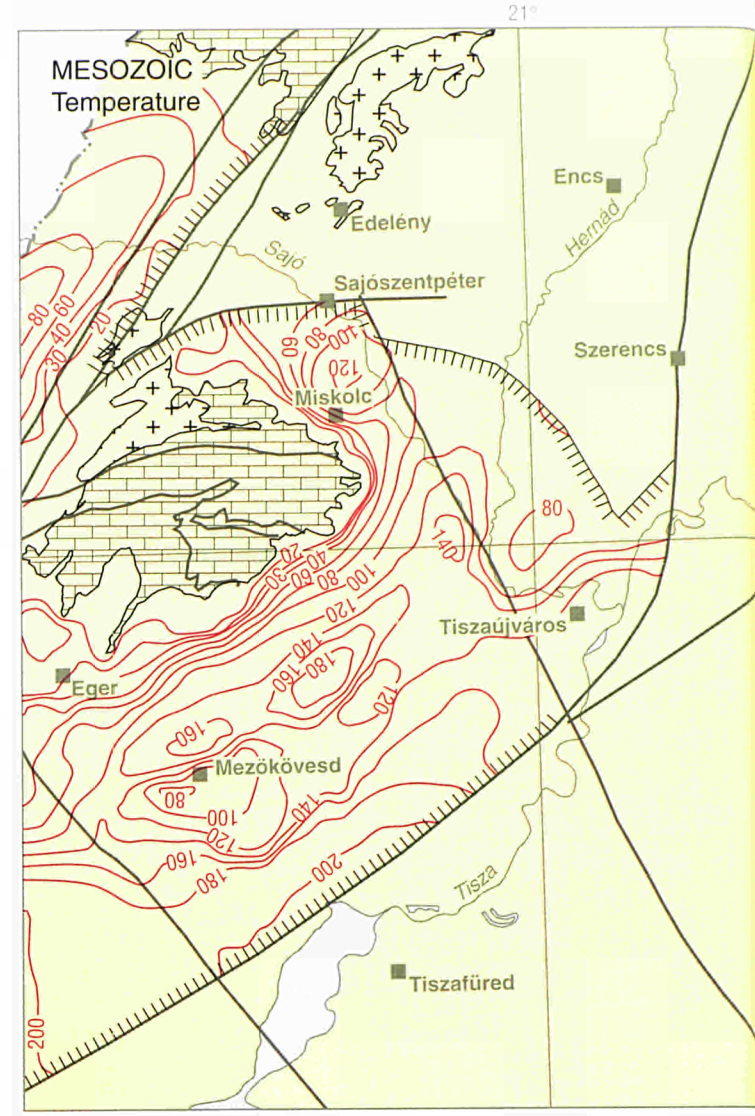 21°
MESOZOIC
Temperature
Encs
Hernád
Edelény
Sajó
Sajószentpéter
80
60
40
30
20
60
80
100
120
Szerencs
Miskolc
80
140
20
30
40
60
80
100
120
140
160
180
120
Tiszaújváros
Eger
160
Mezökövesd
80
100
120
140
160
180
200
Tisza
Tiszafüred
200